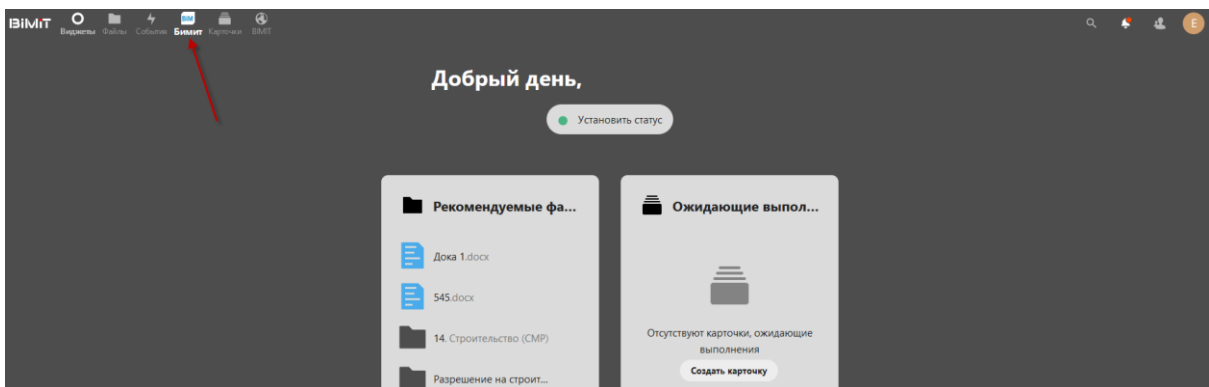 BiMiT
Виджеты Файлы События Бимит Карточки BIMIT
BIM
E
Добрый день,
Установить статус
Рекомендуемые фа...
Дока 1.docx
545.docx
14. Строительство (СМР)
Разрешение на строит...
Ожидающие выпол...
Отсутствуют карточки, ожидающие
выполнения
Создать карточку